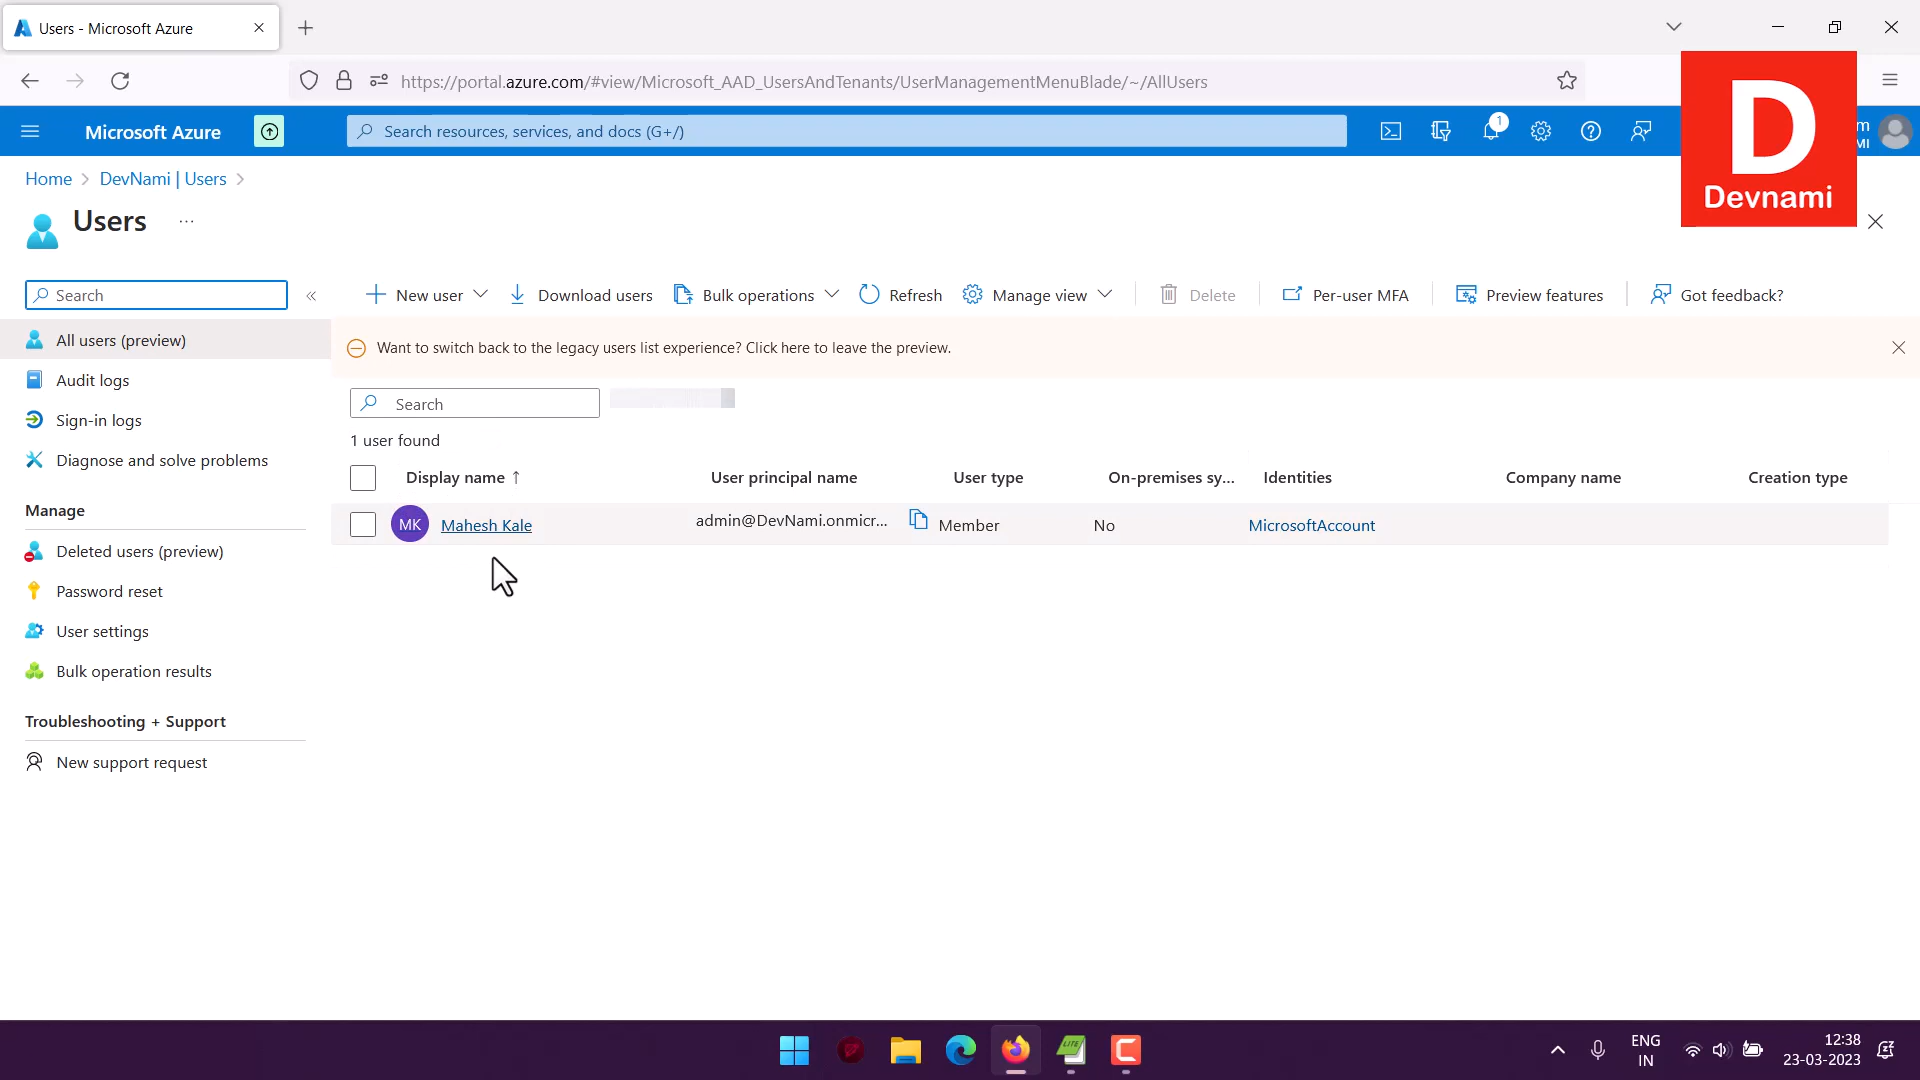 Users - Microsoft Azure
https://portal.azure.com/#view/Microsoft_AAD_UsersAndTenants/UserManagementMenuBlade/~/AllUsers
Microsoft Azure
Search resources, services, and docs (G+/)
1
m
MI
D
Devnami
Home > DevNami | Users >
Users ...
Search
«
New user
Download users
Bulk operations
Refresh
Manage view
Delete
Per-user MFA
Preview features
Got feedback?
All users (preview)
Audit logs
Sign-in logs
Diagnose and solve problems
Manage
Deleted users (preview)
Password reset
User settings
Bulk operation results
Troubleshooting + Support
New support request
Want to switch back to the legacy users list experience? Click here to leave the preview.
Search
1 user found
Display name ↑ User principal name User type On-premises sy... Identities Company name Creation type
MK Mahesh Kale admin@DevNami.onmicr... Member No MicrosoftAccount
LITE
C
ENG
IN
12:38
23-03-2023